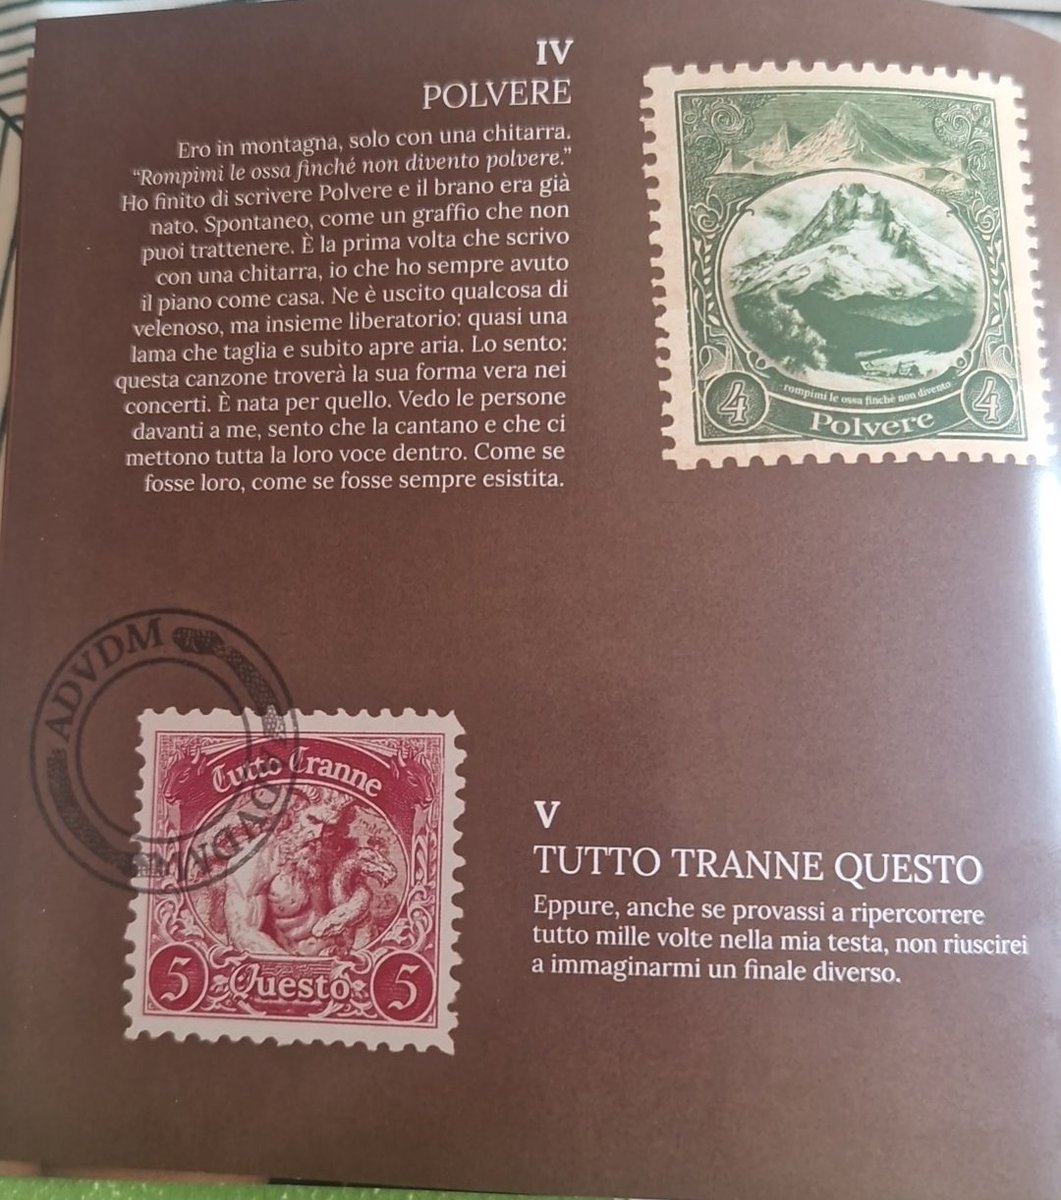 IV
POLVERE
Ero in montagna, solo con una chitarra.
“Rompimi le ossa finché non divento polvere.”
Ho finito di scrivere Polvere e il brano era già
nato. Spontaneo, come un graffio che non
puoi trattenere. È la prima volta che scrivo
con una chitarra, io che ho sempre avuto
il piano come casa. Ne è uscito qualcosa di
velenoso, ma insieme liberatorio: quasi una
lama che taglia e subito apre aria. Lo sento:
questa canzone troverà la sua forma vera nei
concerti. È nata per quello. Vedo le persone
davanti a me, sento che la cantano e che ci
mettono tutta la loro voce dentro. Come se
fosse loro, come se fosse sempre esistita.
4
rompimi le ossa finché non divento
4
Polvere
ADVDM
ADVDM
Tutto Tranne
5
Questo
5
V
TUTTO TRANNE QUESTO
Eppure, anche se provassi a ripercorrere
tutto mille volte nella mia testa, non riuscirei
a immaginarmi un finale diverso.